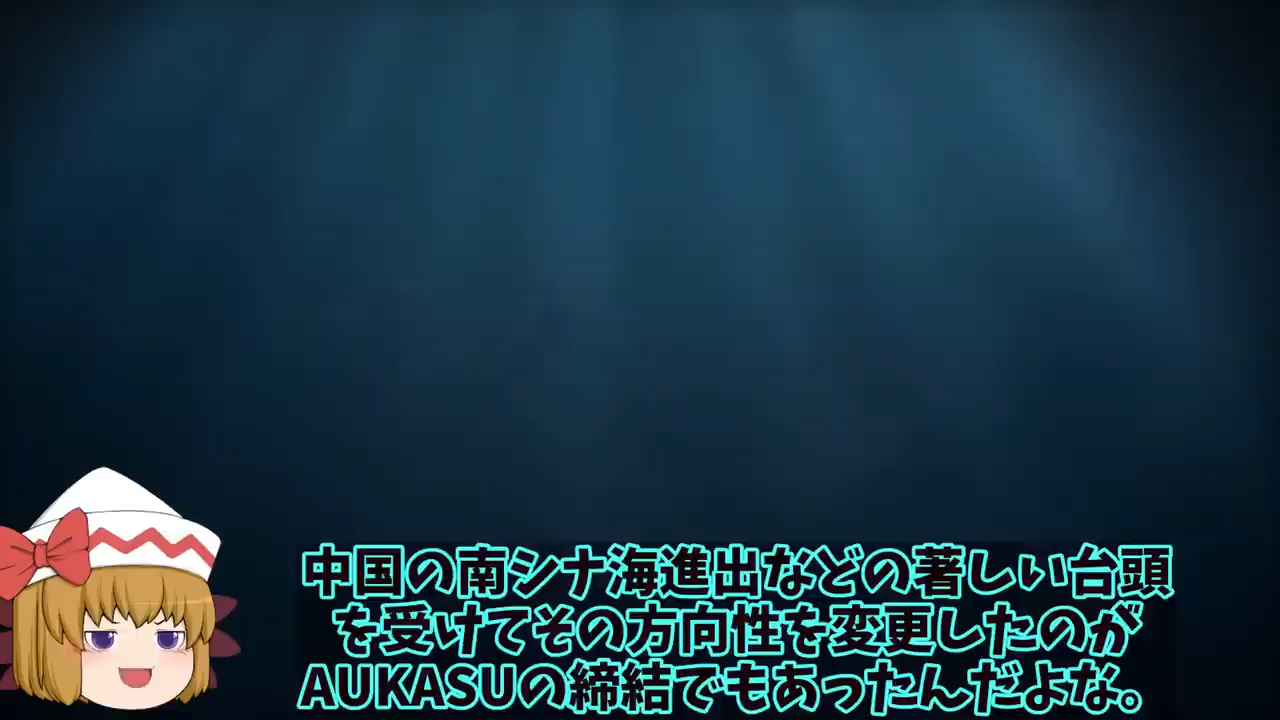 中国の南シナ海進出などの著しい台頭
を受けてその方向性を変更したのが
AUKASUの締結でもあったんだよな。